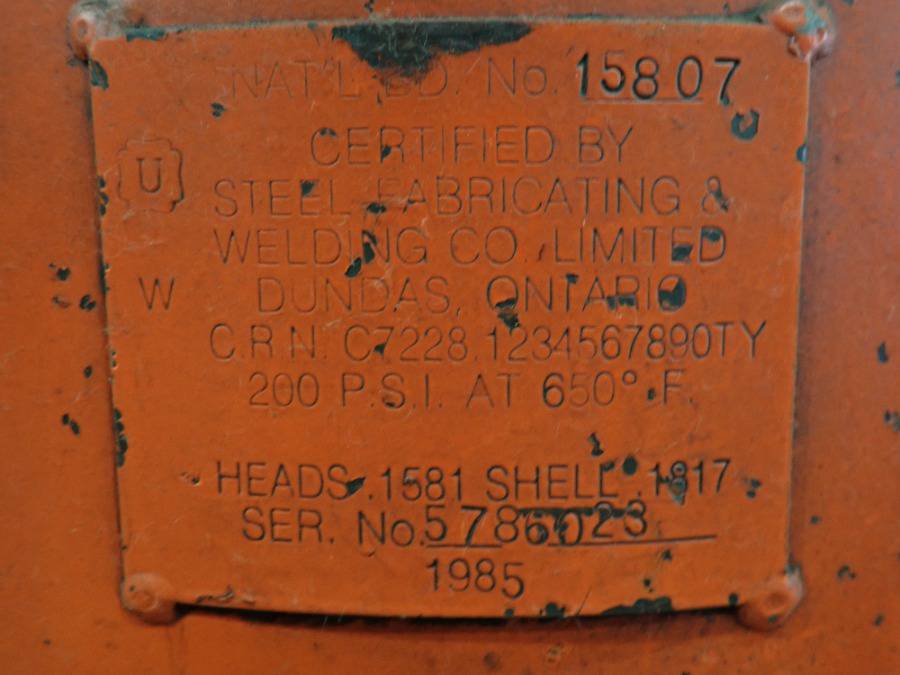 NAT'L BD. No. 15807
CERTIFIED BY
U
STEEL FABRICATING &
WELDING CO. LIMITED
W DUNDAS, ONTARIO
C.R.N. C7228.1234567890TY
200 P.S.I. AT 650° F.
HEADS .1581 SHELL .1817
SER. No.
1985